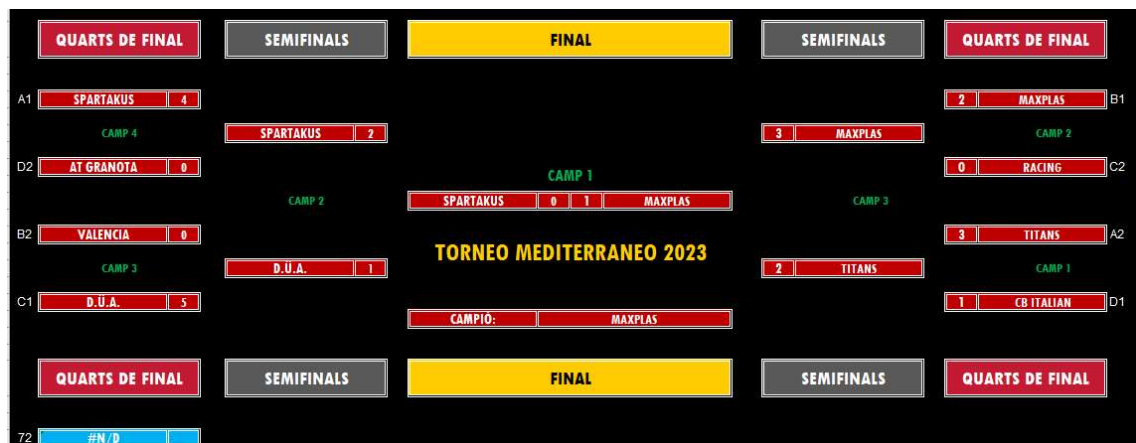 QUARTS DE FINAL SEMIFINALS FINAL SEMIFINALS QUARTS DE FINAL
A1 SPARTAKUS 4 2 MAXPLAS B1
CAMP 4 SPARTAKUS 2 3 MAXPLAS CAMP 2
D2 AT GRANOTA 0 0 RACING C2
CAMP 1
CAMP 2 SPARTAKUS 0 1 MAXPLAS CAMP 3
B2 VALENCIA 0 3 TITANS A2
TORNEO MEDITERRANEO 2023
CAMP 3 D.Ü.A. 1 2 TITANS CAMP 1
C1 D.Ü.A. 5 1 CB ITALIAN D1
CAMPIÓ: MAXPLAS
QUARTS DE FINAL SEMIFINALS FINAL SEMIFINALS QUARTS DE FINAL
72 #N/D